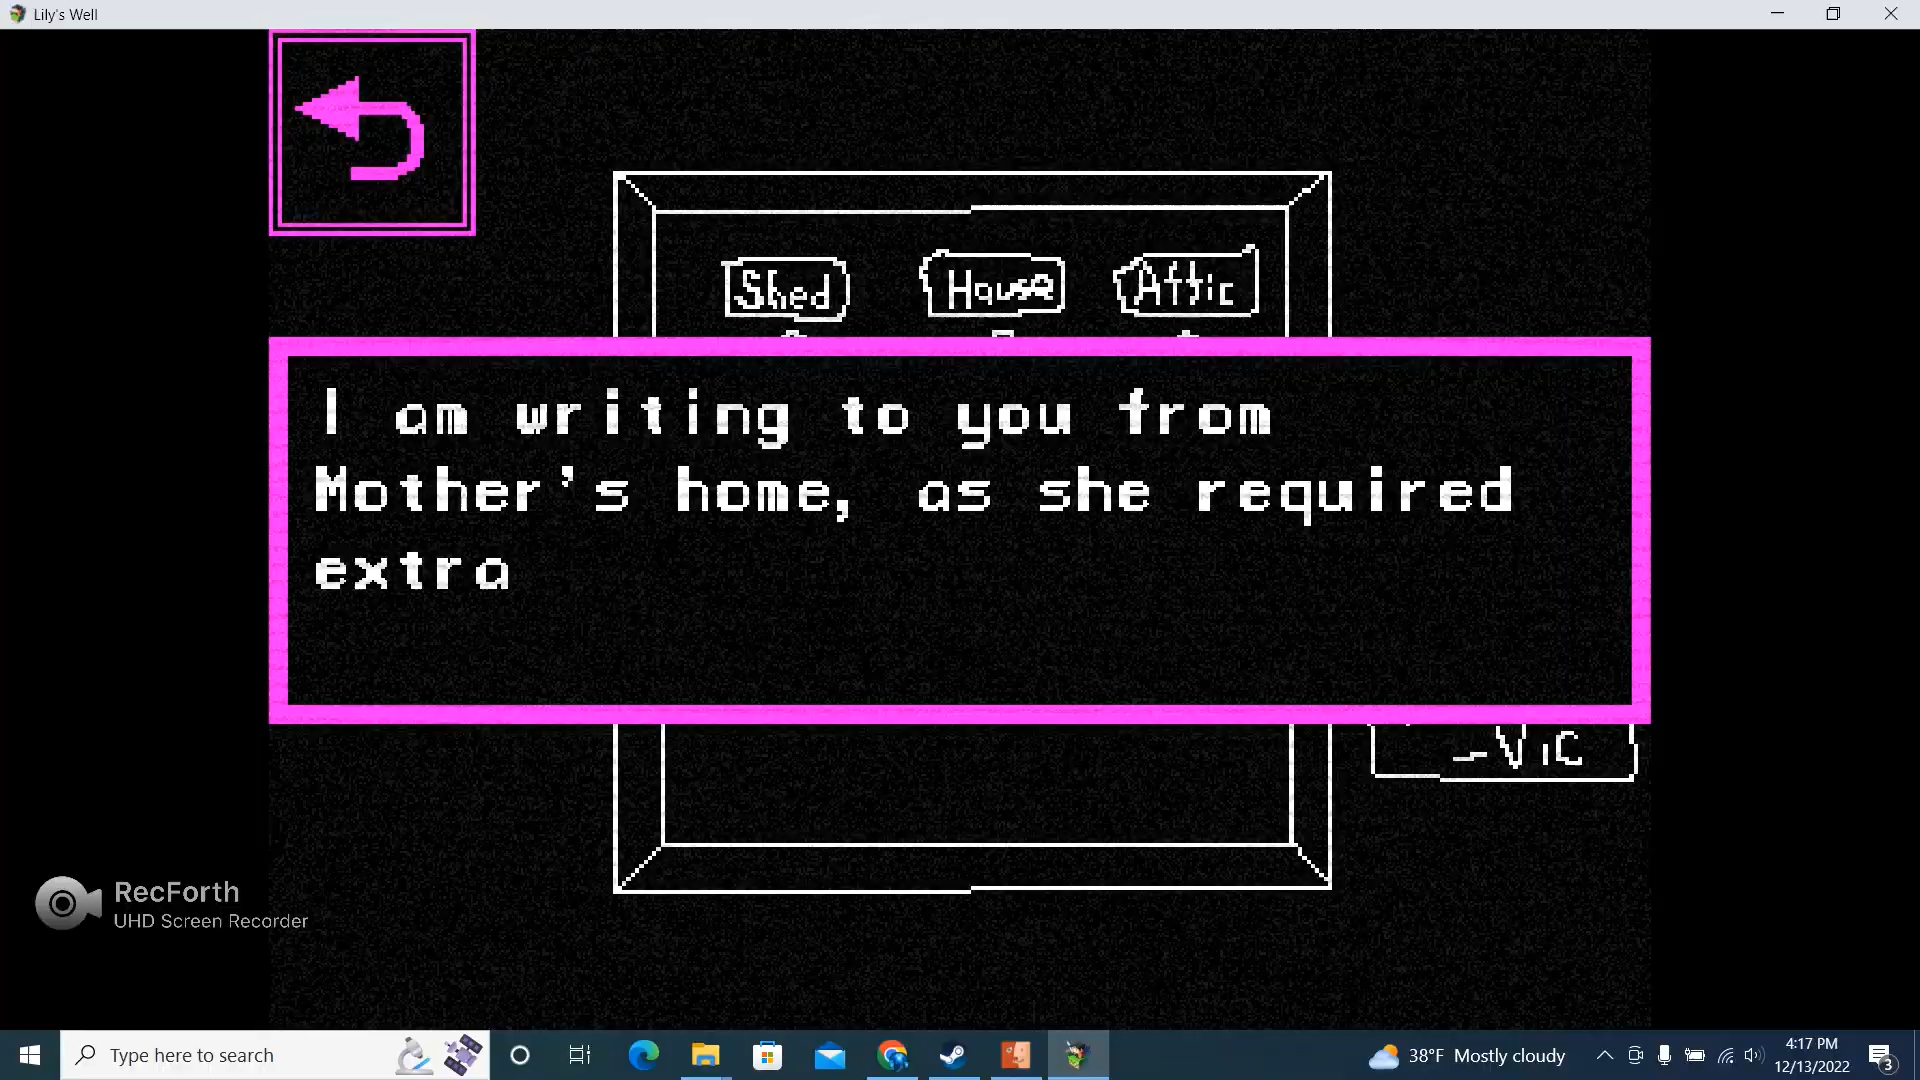 Lily's Well
Shed
House
Attic
I am writing to you from
Mother's home, as she required
extra
-Vic
RecForth
UHD Screen Recorder
Type here to search
38°F Mostly cloudy
4:17 PM
12/13/2022
3